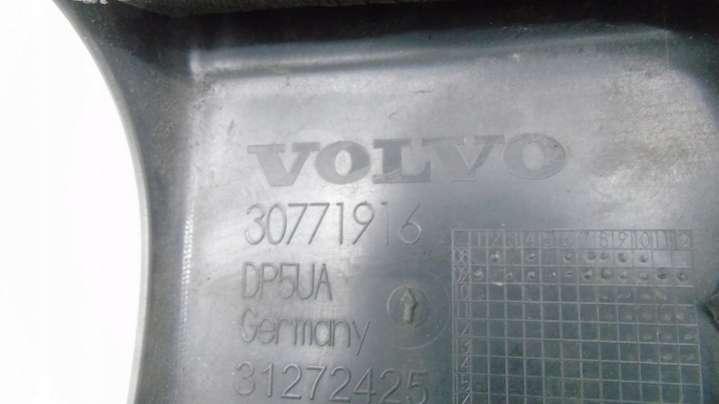 VOLVO
30771916
DP5UA
Germany
31272425